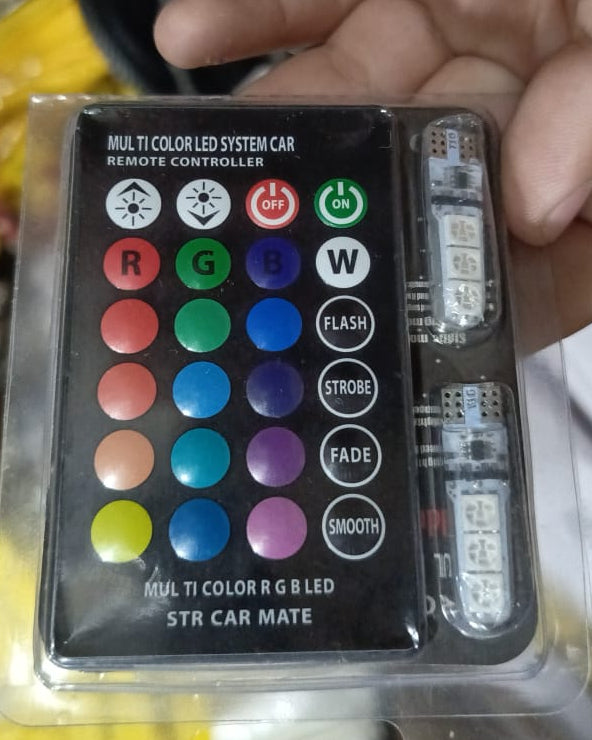 MUL TI COLOR LED SYSTEM CAR
REMOTE CONTROLLER
OFF
ON
R G B W
FLASH
STROBE
FADE
SMOOTH
MUL TI COLOR R G B LED
STR CAR MATE